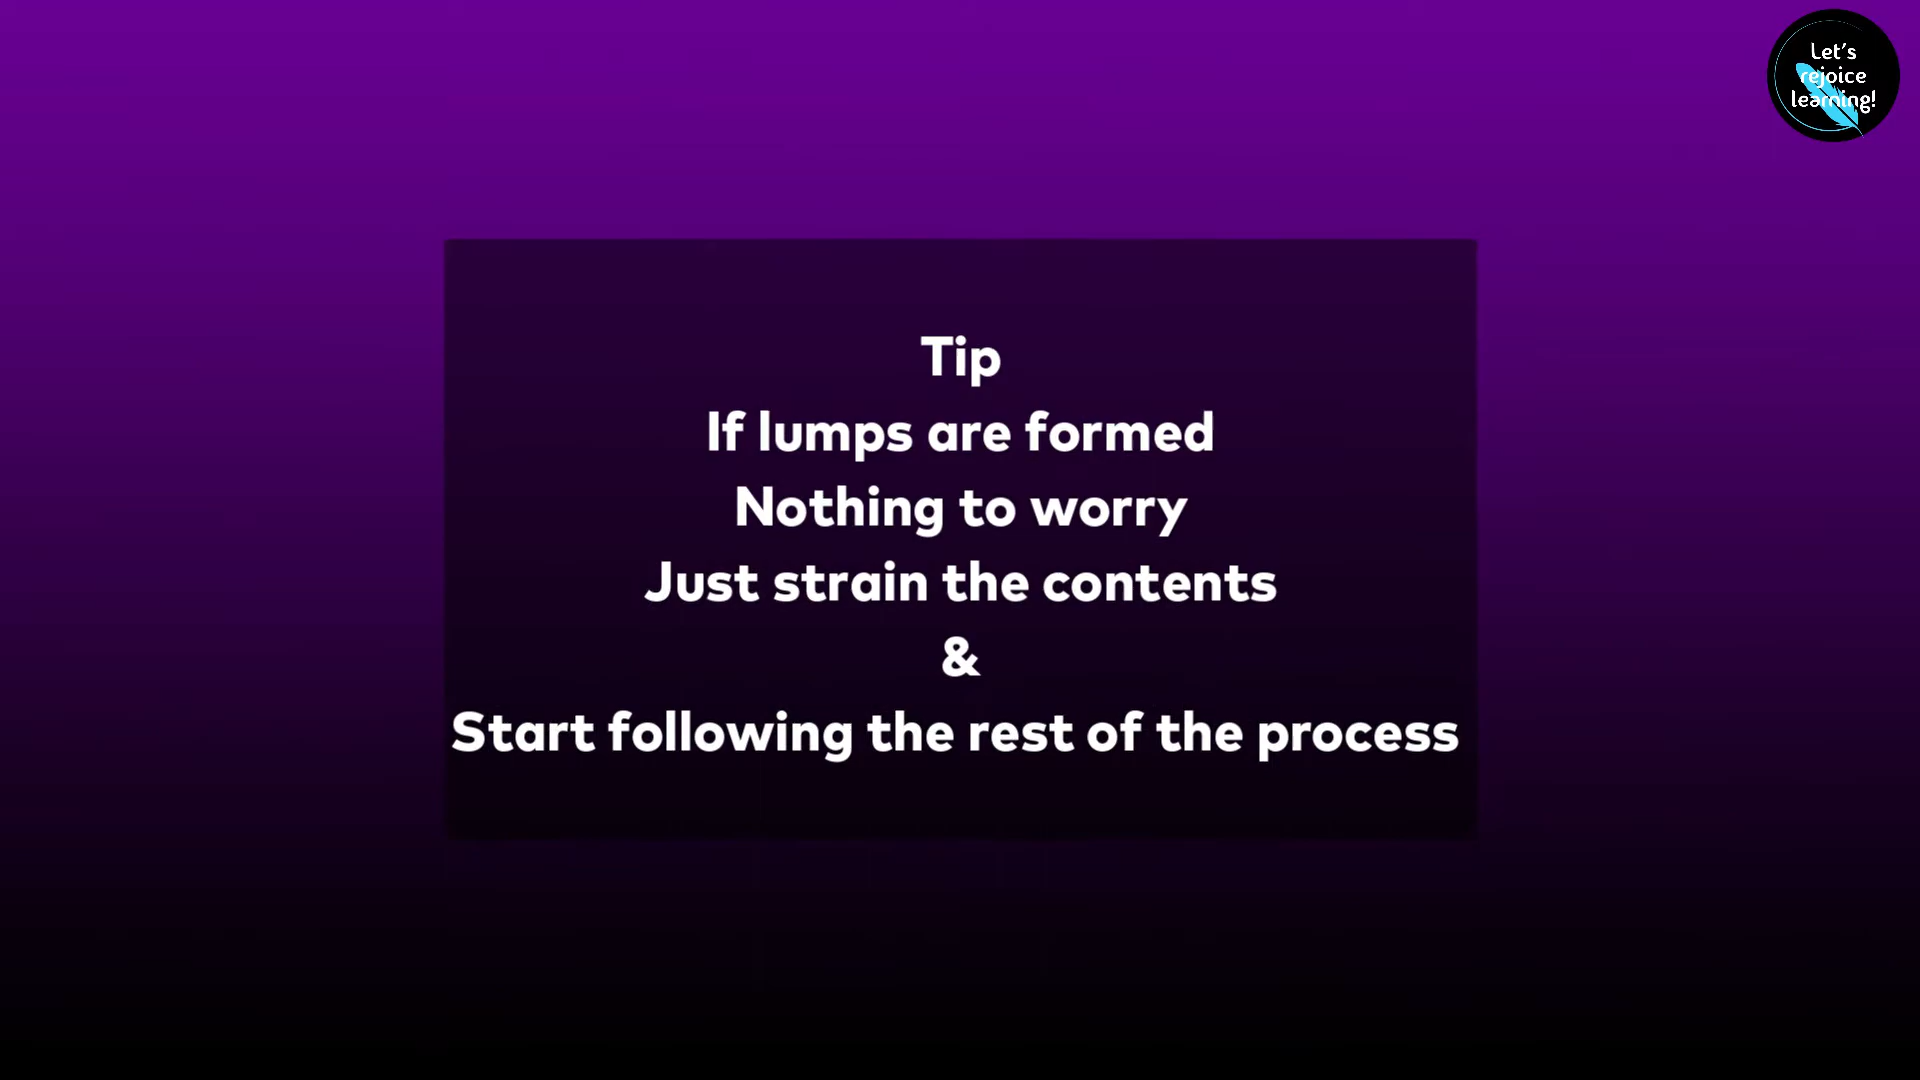 Let's
rejoice
learning!
Tip
If lumps are formed
Nothing to worry
Just strain the contents
&
Start following the rest of the process